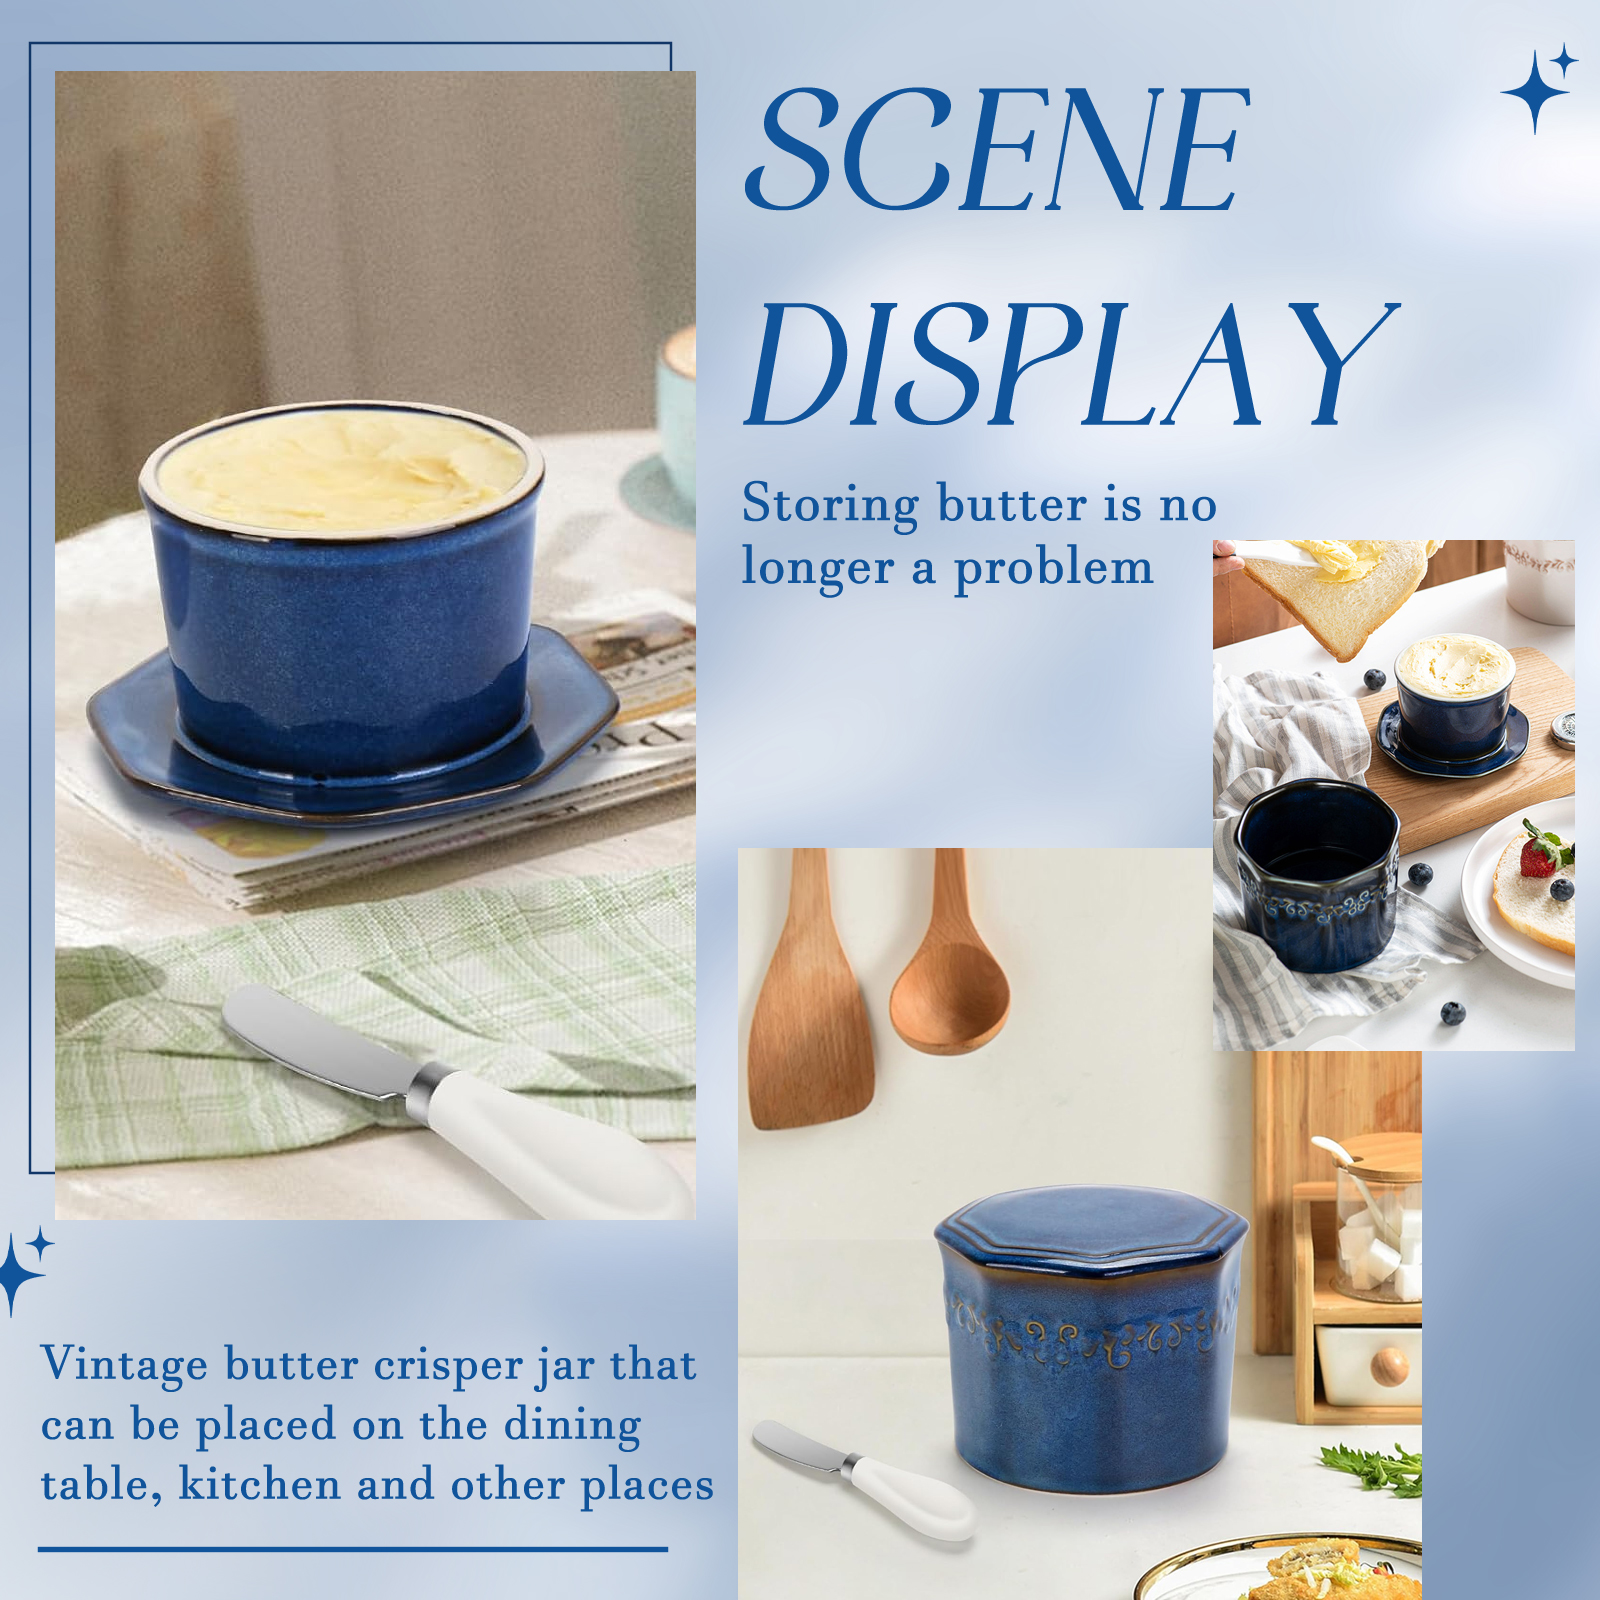 SCENE
DISPLAY
Storing butter is no
longer a problem
Vintage butter crisper jar that
can be placed on the dining
table, kitchen and other places